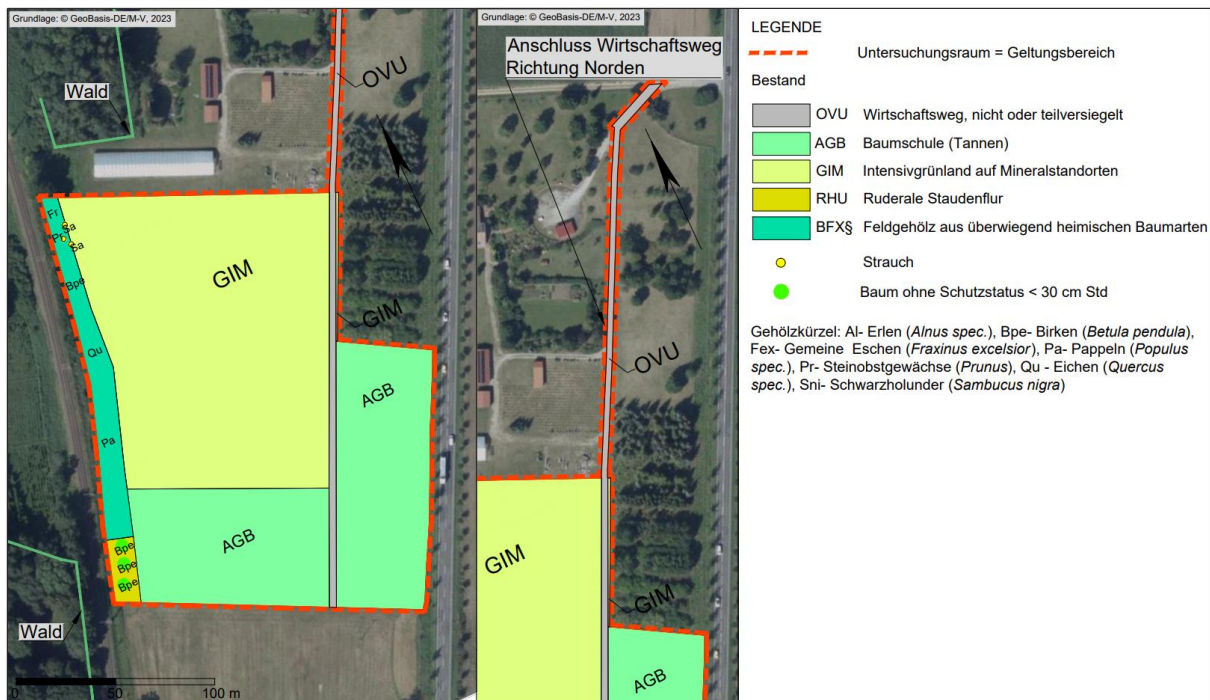 Grundlage: © GeoBasis-DE/M-V, 2023
Wald
OVU
Fr
Sa
Pr
Sa
Bpe
GIM
GIM
Qu
AGB
Pa
AGB
Bpe
Bpe
Bpe
Wald
0 50 100 m
Grundlage: © GeoBasis-DE/M-V, 2023
Anschluss Wirtschaftsweg
Richtung Norden
OVU
GIM
GIM
AGB
LEGENDE
Untersuchungsraum = Geltungsbereich
Bestand
OVU Wirtschaftsweg, nicht oder teilversiegelt
AGB Baumschule (Tannen)
GIM Intensivgrünland auf Mineralstandorten
RHU Ruderale Staudenflur
BFX§ Feldgehölz aus überwiegend heimischen Baumarten
Strauch
Baum ohne Schutzstatus < 30 cm Std
Gehölzkürzel: Al- Erlen (Alnus spec.), Bpe- Birken (Betula pendula),
Fex- Gemeine Eschen (Fraxinus excelsior), Pa- Pappeln (Populus
spec.), Pr- Steinobstgewächse (Prunus), Qu - Eichen (Quercus
spec.), Sni- Schwarzholunder (Sambucus nigra)